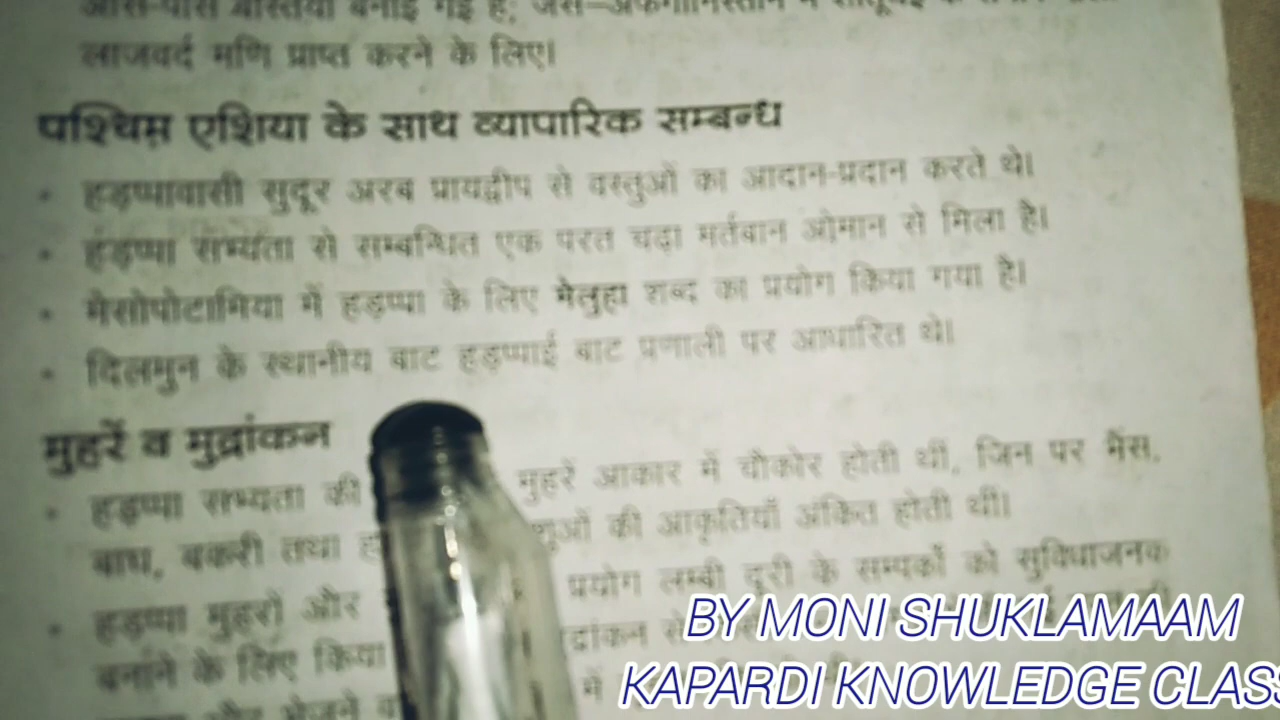 लाजवर्द मणि प्राप्त करने के लिए।
पश्चिम एशिया के साथ व्यापारिक सम्बन्ध
• हड़प्पावासी सुदूर अरब प्रायद्वीप से वस्तुओं का आदान-प्रदान करते थे।
• हड़प्पा सभ्यता से सम्बन्धित एक परत चढ़ा मर्तबान ओमान से मिला है।
• मेसोपोटामिया में हड़प्पा के लिए मेलुहा शब्द का प्रयोग किया गया है।
• दिलमुन के स्थानीय बाट हड़प्पाई बाट प्रणाली पर आधारित थे।
मुहरें व मुद्रांकन
• हड़प्पा सभ्यता की मुहरें आकार में चौकोर होती थीं, जिन पर भैंस,
बाघ, बकरी तथा की आकृतियाँ अंकित होती थी।
• हड़प्पा मुहरों और प्रयोग लम्बी दूरी के सम्पर्कों को सुविधाजनक
बनाने के लिए किया
BY MONI SHUKLAMAAM
KAPARDI KNOWLEDGE CLASS